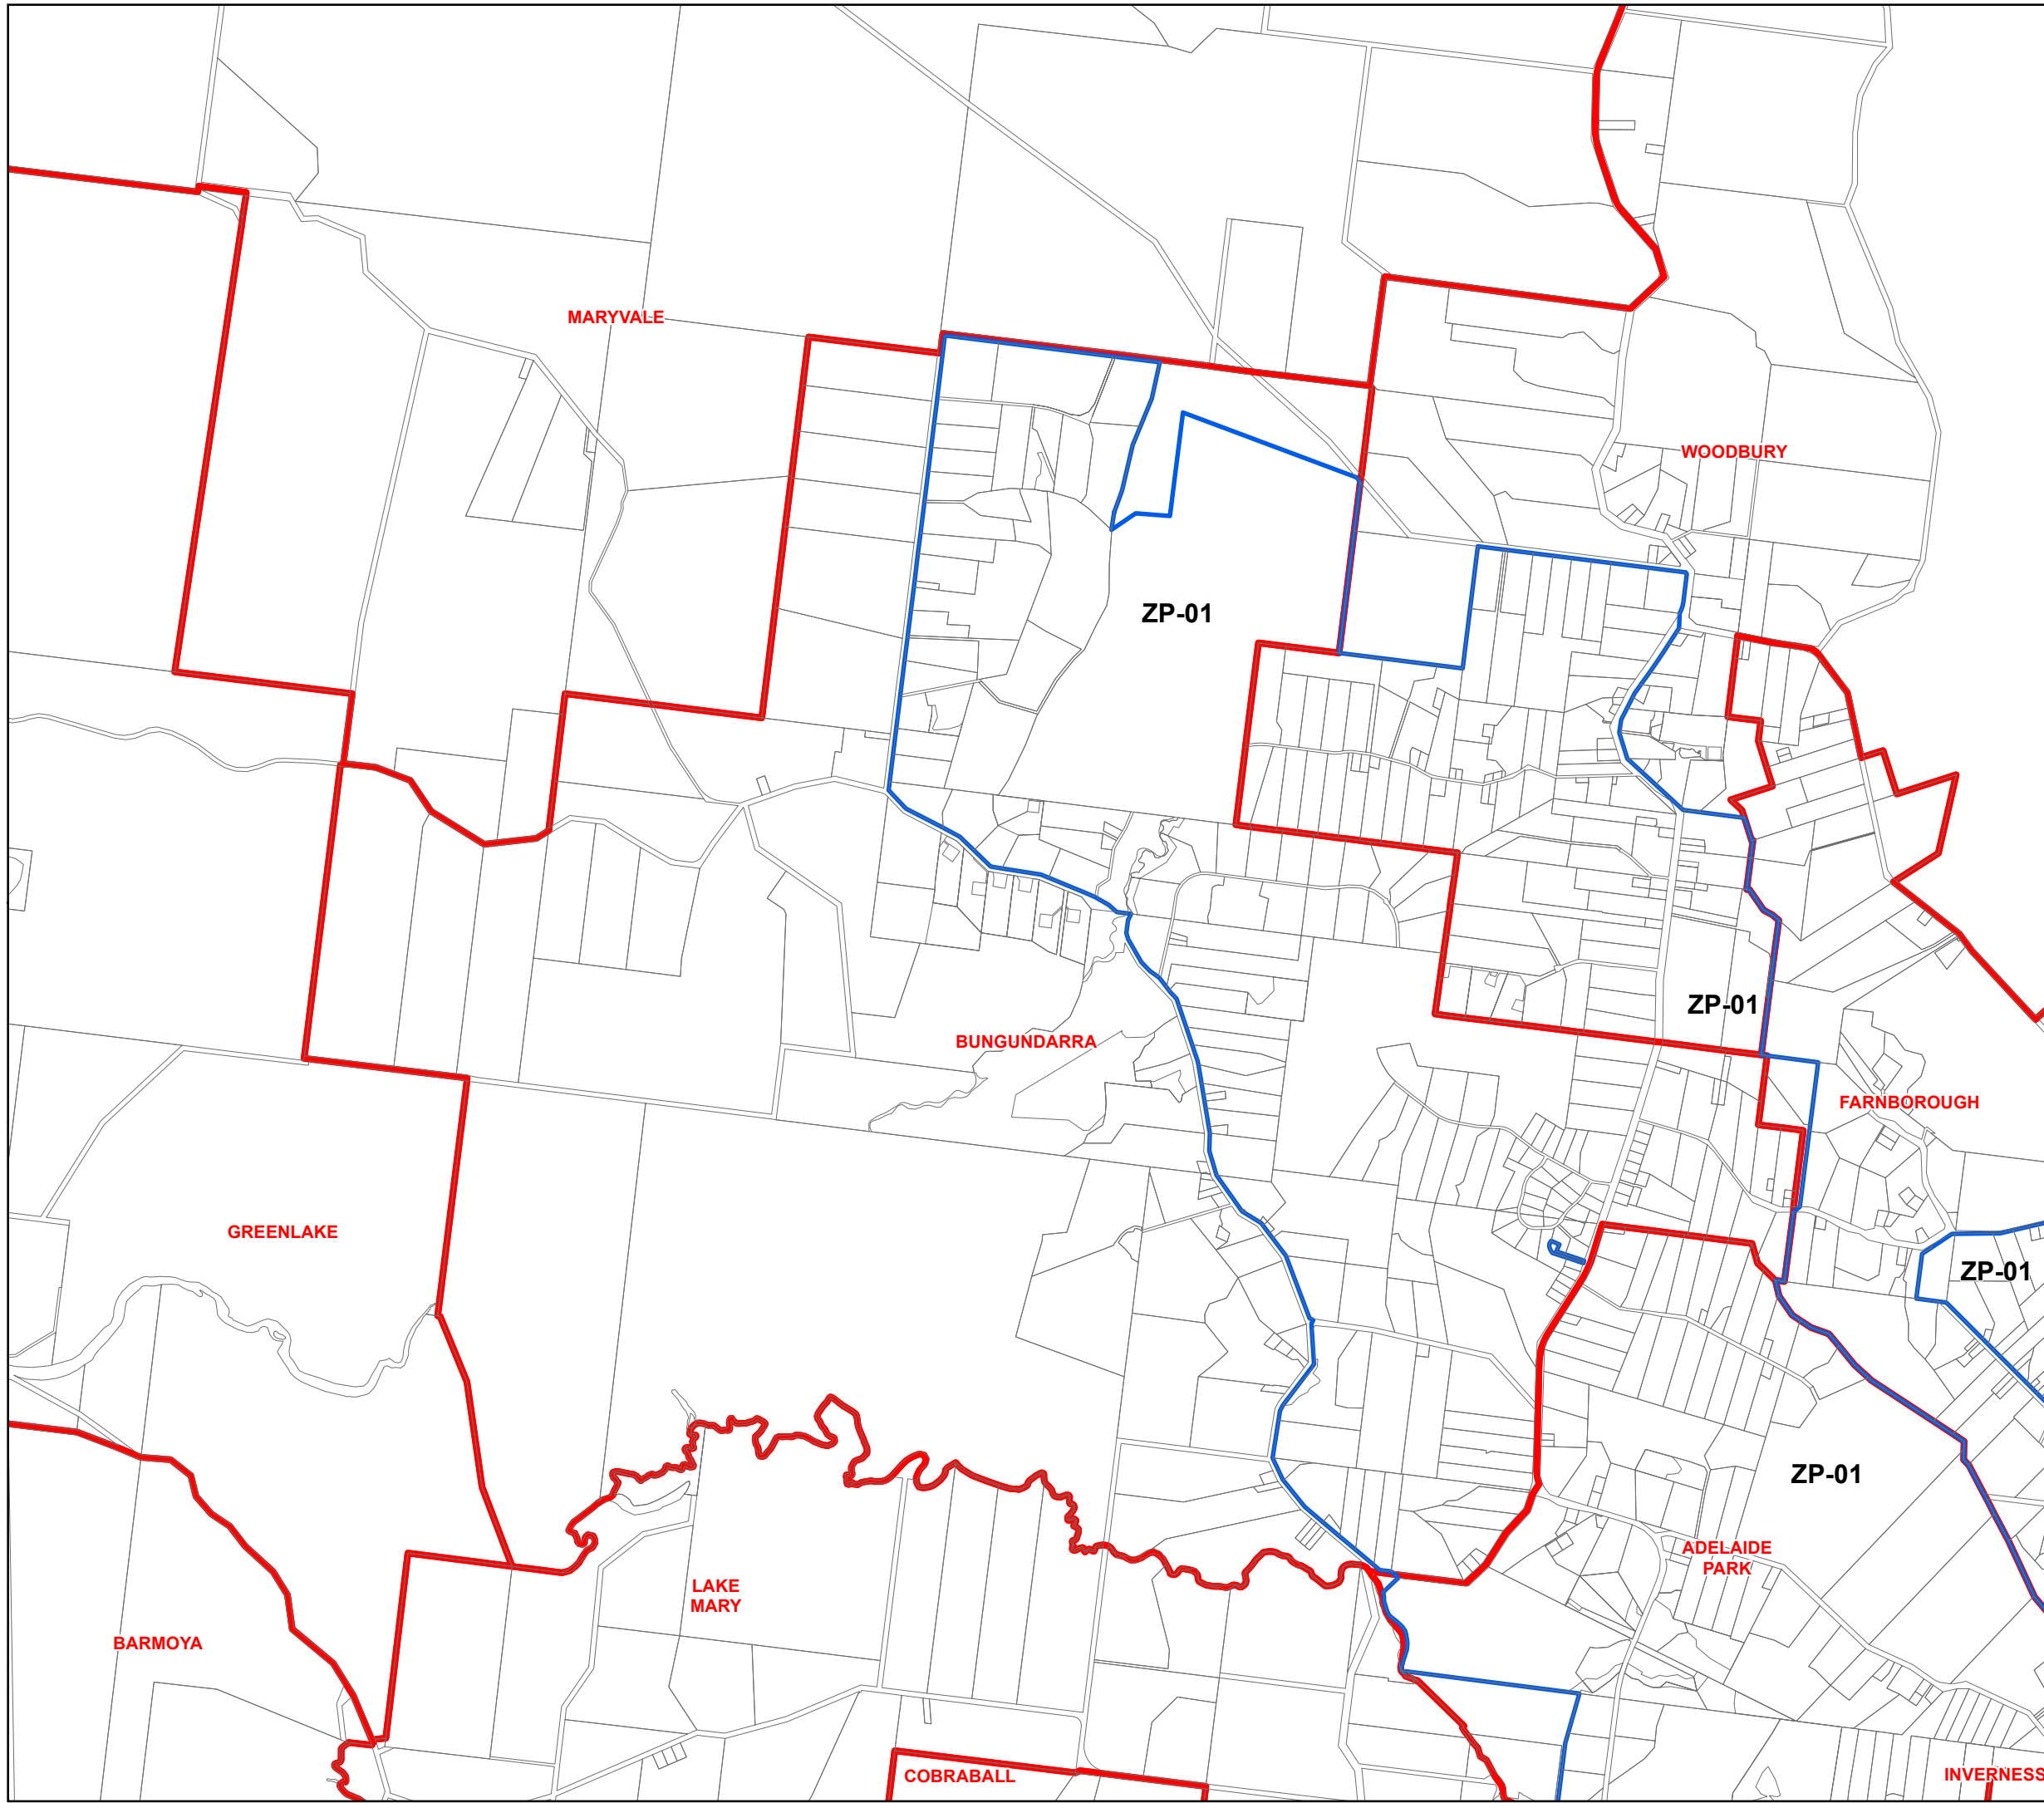 MARYVALE
WOODBURY
ZP-01
ZP-01
BUNGUNDARRA
FARNBOROUGH
GREENLAKE
ZP-01
ZP-01
ADELAIDE
PARK
LAKE
MARY
BARMOYA
COBRABALL
INVERNESS